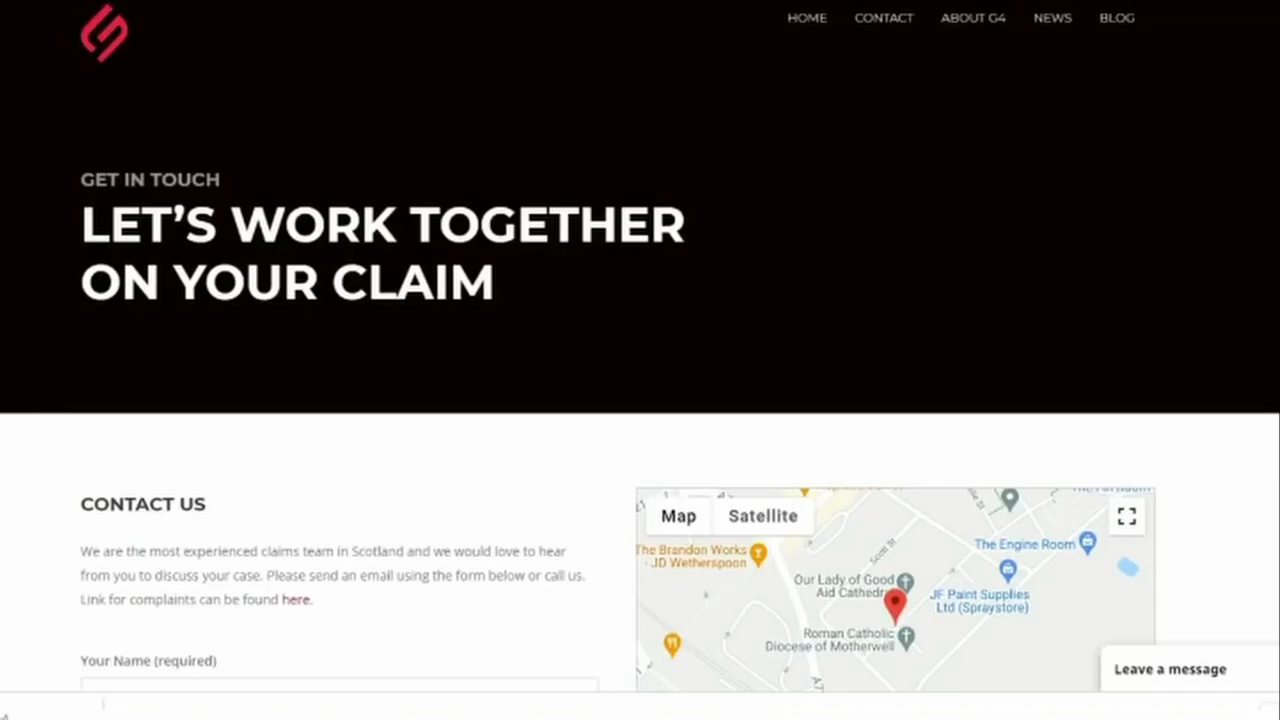 HOME CONTACT ABOUT G4 NEWS BLOG
GET IN TOUCH
LET’S WORK TOGETHER
ON YOUR CLAIM
CONTACT US
We are the most experienced claims team in Scotland and we would love to hear
from you to discuss your case. Please send an email using the form below or call us.
Link for complaints can be found here.
Your Name (required)
Map Satellite
The Brandon Works
- JD Wetherspoon
Scott St
The Engine Room
Our Lady of Good
Aid Cathedral
JF Paint Supplies
Ltd (Spraystore)
Roman Catholic
Diocese of Motherwell
Leave a message